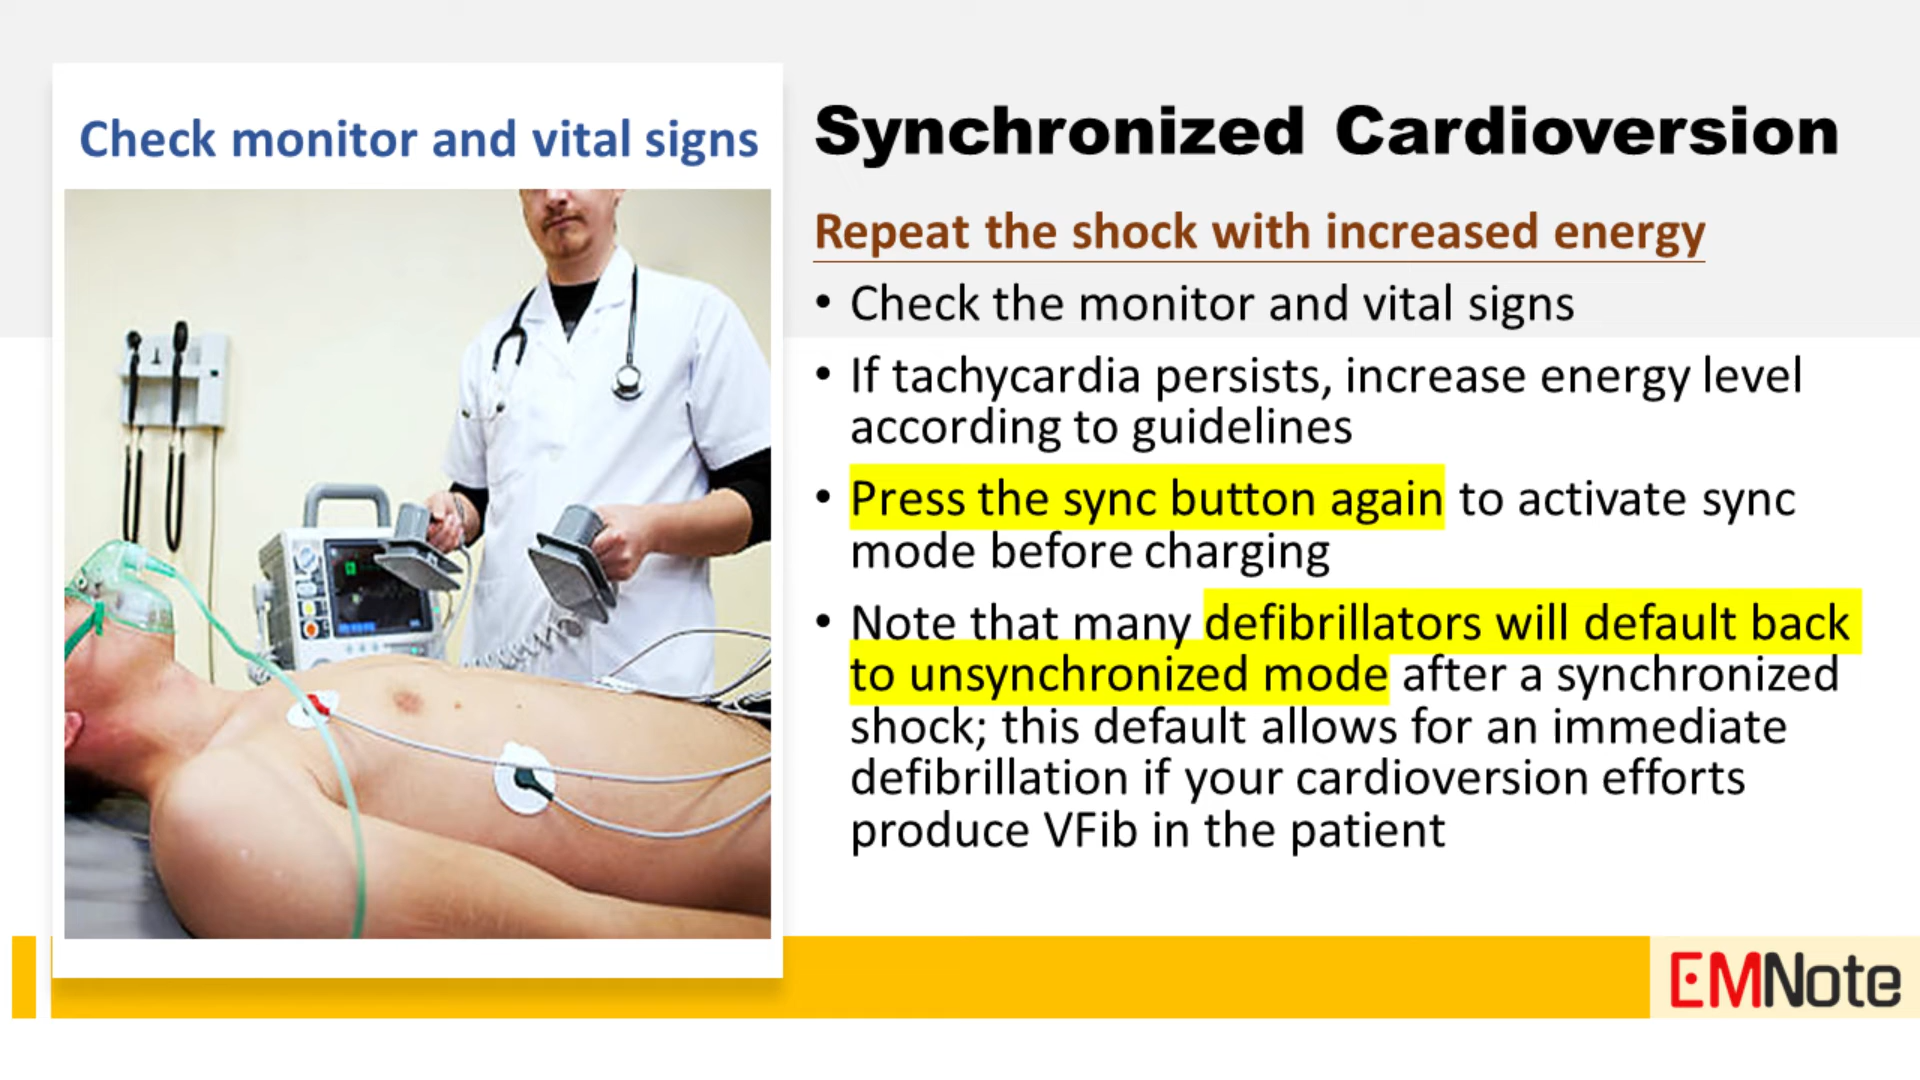 Check monitor and vital signs
Synchronized Cardioversion
Repeat the shock with increased energy
• Check the monitor and vital signs
• If tachycardia persists, increase energy level
according to guidelines
• Press the sync button again to activate sync
mode before charging
• Note that many defibrillators will default back
to unsynchronized mode after a synchronized
shock; this default allows for an immediate
defibrillation if your cardioversion efforts
produce VFib in the patient
EMNote